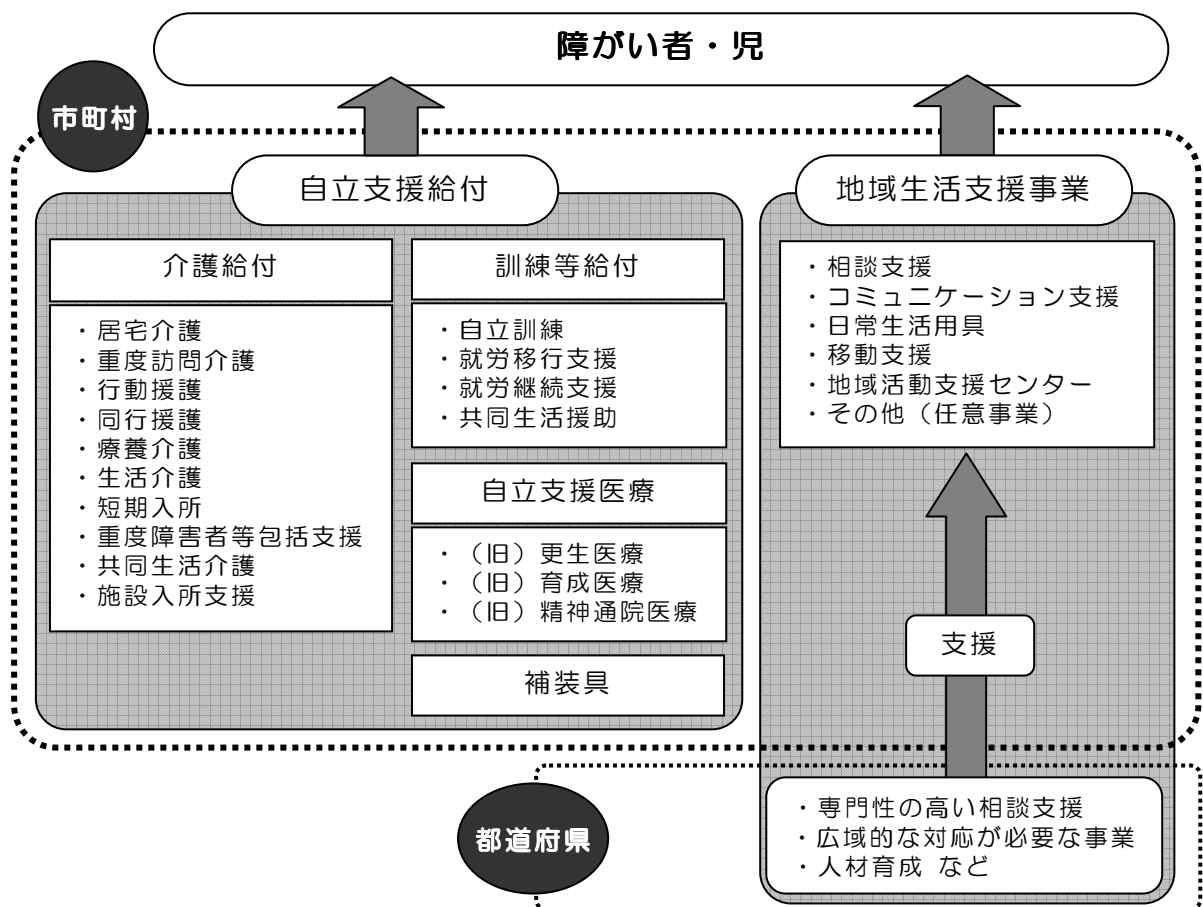 障がい者・児
市町村
自立支援給付
介護給付
・居宅介護
・重度訪問介護
・行動援護
・同行援護
・療養介護
・生活介護
・短期入所
・重度障害者等包括支援
・共同生活介護
・施設入所支援
訓練等給付
・自立訓練
・就労移行支援
・就労継続支援
・共同生活援助
自立支援医療
・（旧）更生医療
・（旧）育成医療
・（旧）精神通院医療
補装具
地域生活支援事業
・相談支援
・コミュニケーション支援
・日常生活用具
・移動支援
・地域活動支援センター
・その他（任意事業）
支援
都道府県
・専門性の高い相談支援
・広域的な対応が必要な事業
・人材育成 など